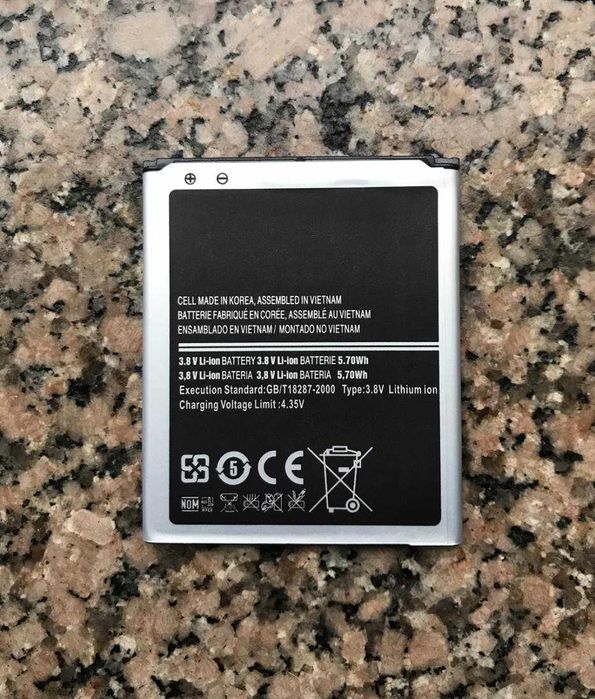 ⊕ ⊖
CELL MADE IN KOREA, ASSEMBLED IN VIETNAM
BATTERIE FABRIQUÉ EN CORÉE, ASSEMBLÉ AU VIETNAM
ENSAMBLADO EN VIETNAM / MONTADO NO VIETNAM
3.8 V Li-ion BATTERY 3.8 V Li-ion BATTERIE 5.70Wh
3,8 V Li-ion BATERIA 3,8 V Li-ion BATERIA 5,70Wh
Execution Standard:GB/T18287-2000 Type:3.8V Lithium ion
Charging Voltage Limit :4.35V
5 CE
NOM